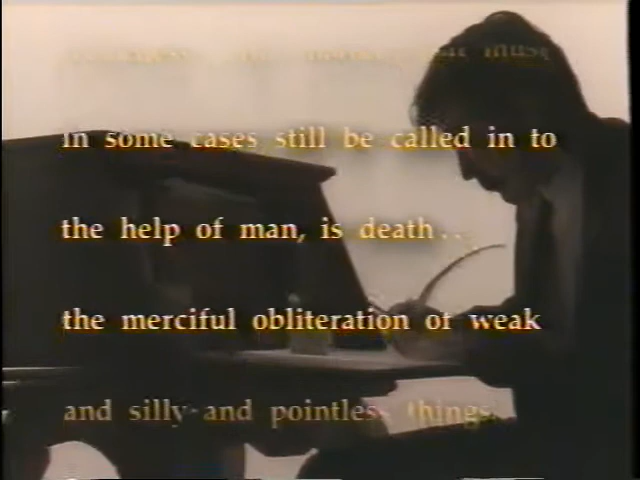 must
In some cases still be called in to
the help of man, is death...
the merciful obliteration of weak
and silly and pointless things.